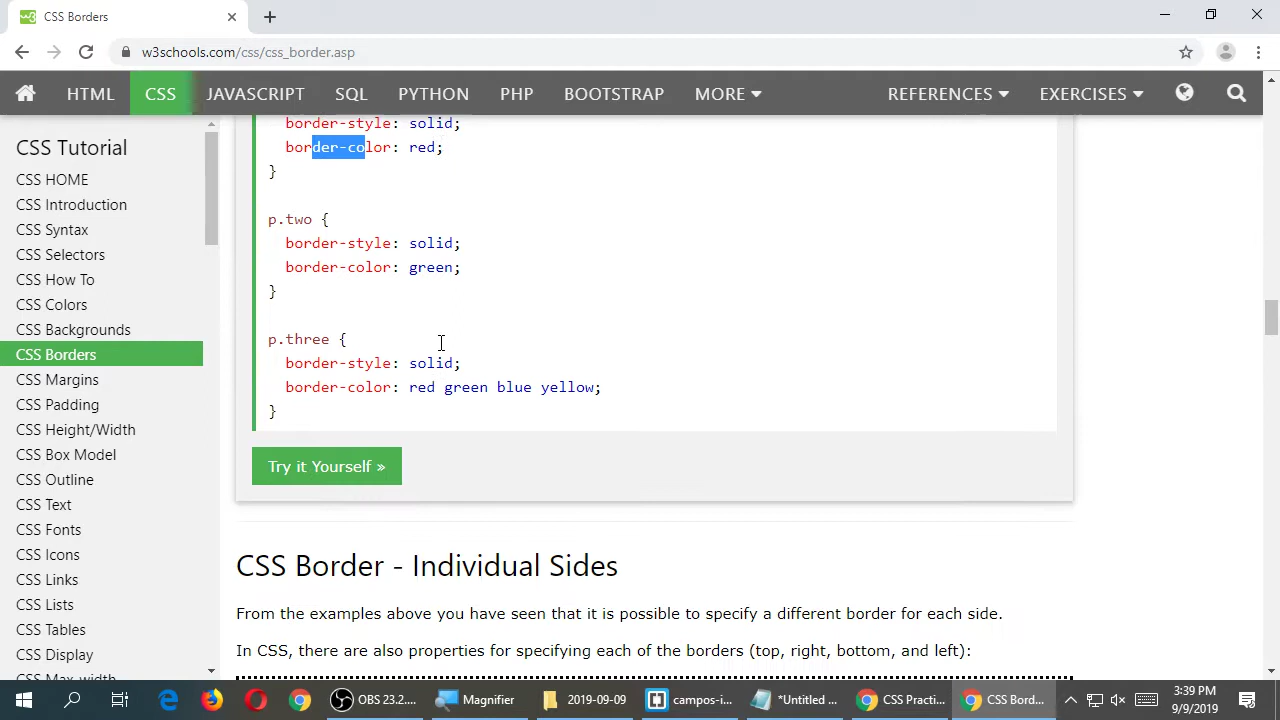 CSS Borders
w3schools.com/css/css_border.asp
HTML CSS JAVASCRIPT SQL PYTHON PHP BOOTSTRAP MORE REFERENCES EXERCISES
CSS Tutorial
CSS HOME
CSS Introduction
CSS Syntax
CSS Selectors
CSS How To
CSS Colors
CSS Backgrounds
CSS Borders
CSS Margins
CSS Padding
CSS Height/Width
CSS Box Model
CSS Outline
CSS Text
CSS Fonts
CSS Icons
CSS Links
CSS Lists
CSS Tables
CSS Display
CSS Max-width
border-style: solid;
border-color: red;
}
p.two {
border-style: solid;
border-color: green;
}
p.three {
border-style: solid;
border-color: red green blue yellow;
}
Try it Yourself »
CSS Border - Individual Sides
From the examples above you have seen that it is possible to specify a different border for each side.
In CSS, there are also properties for specifying each of the borders (top, right, bottom, and left):
OBS 23.2.... Magnifier 2019-09-09 campos-i... *Untitled ... CSS Practi... CSS Bord...
3:39 PM
9/9/2019